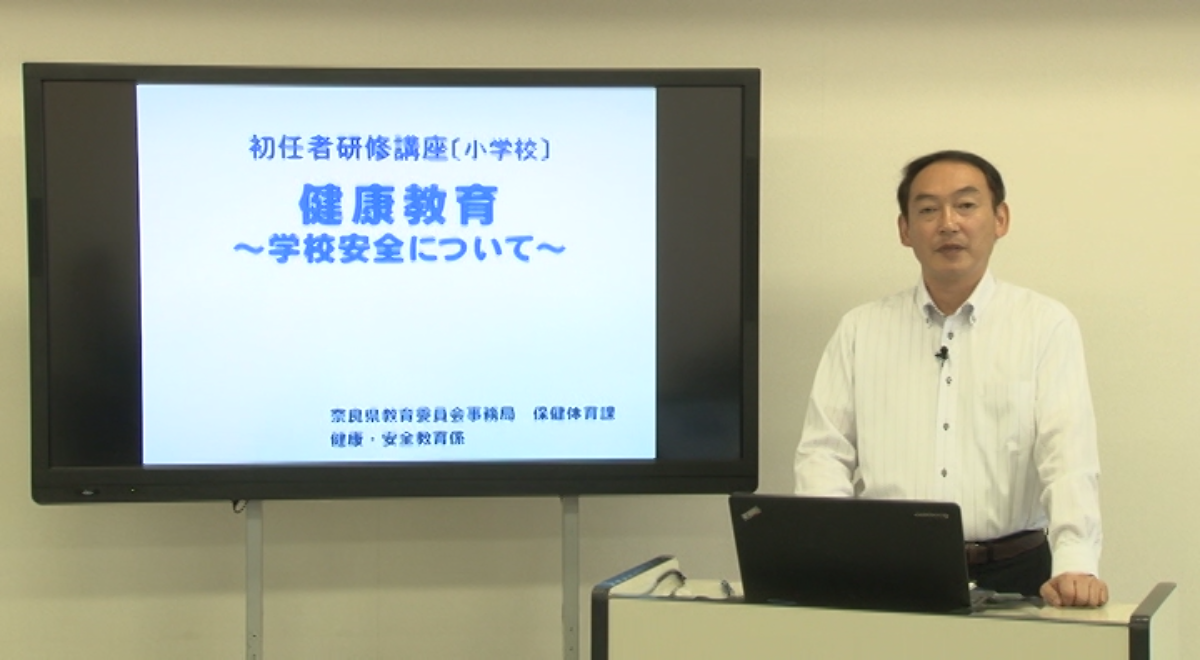 初任者研修講座〔小学校〕
健康教育
～学校安全について～
奈良県教育委員会事務局　保健体育課
健康・安全教育係